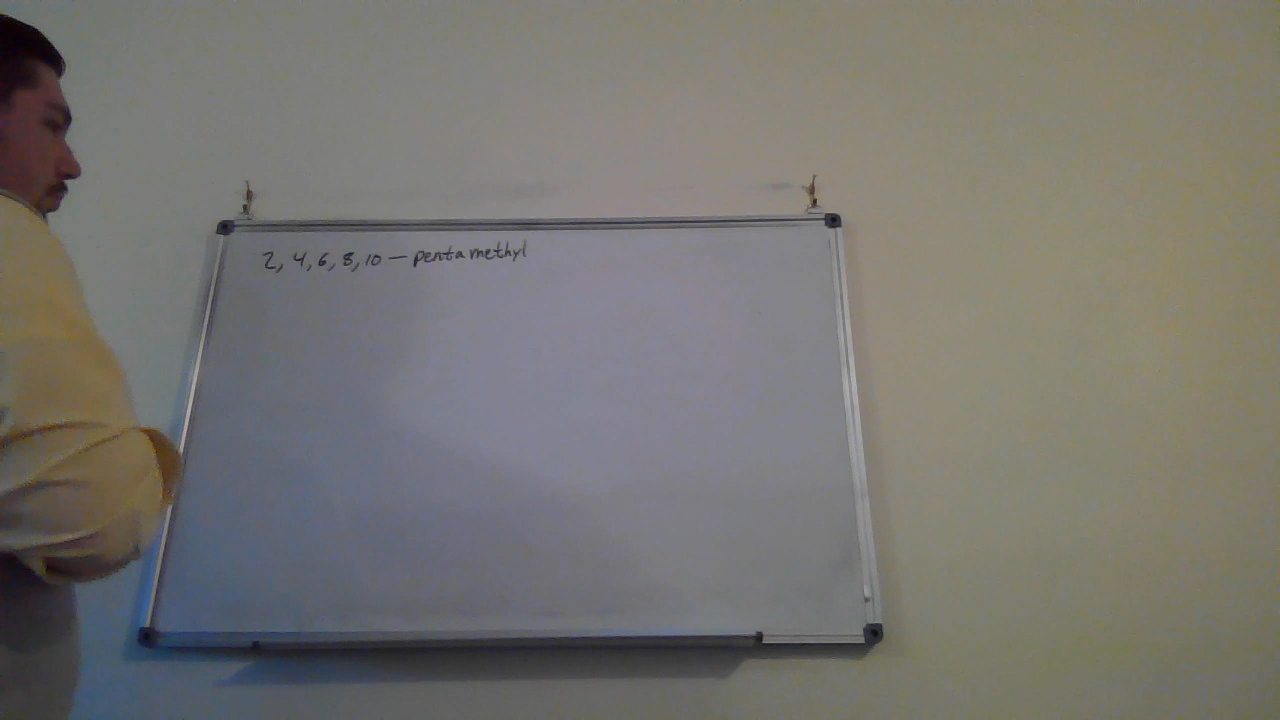 2, 4, 6, 8, 10 — pentamethyl